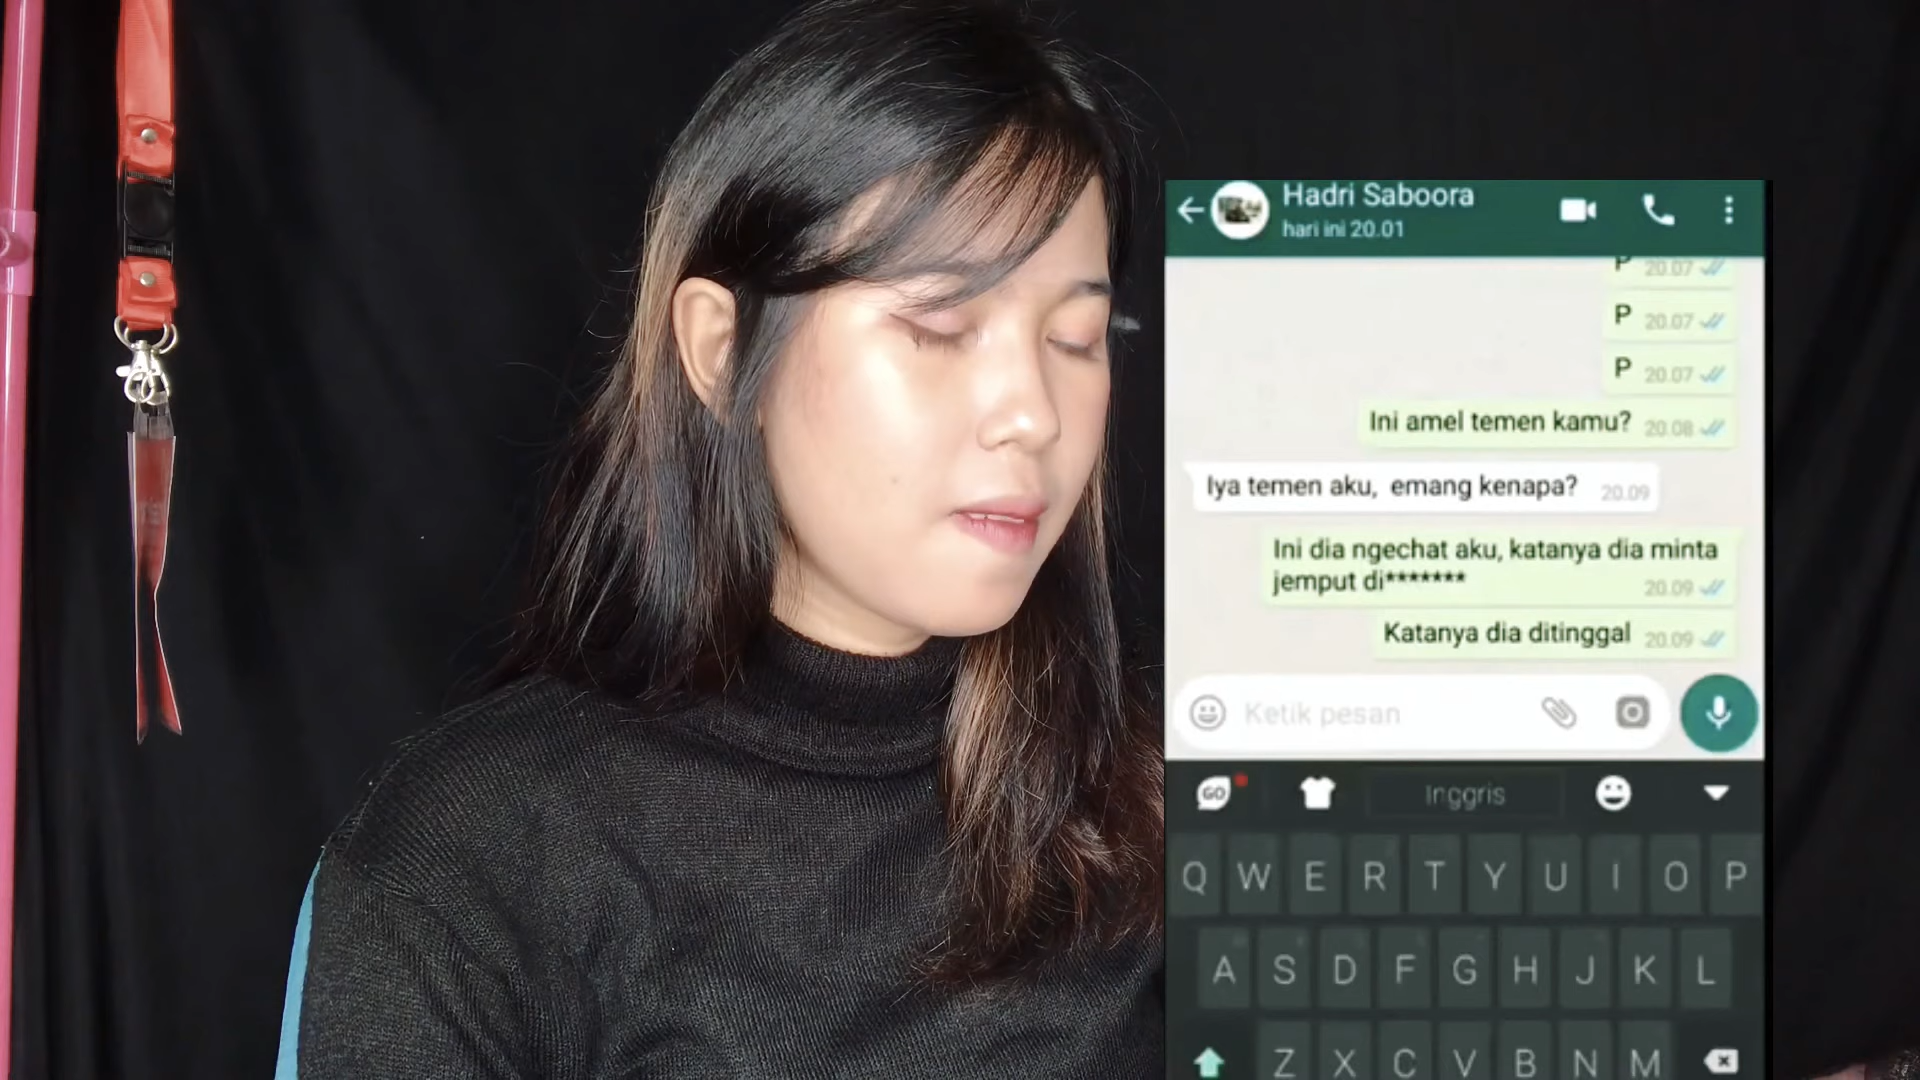 Hadri Saboora
hari ini 20.01
P 20.07
P 20.07
P 20.07
Ini amel temen kamu? 20.08
Iya temen aku, emang kenapa? 20.09
Ini dia ngechat aku, katanya dia minta
jemput di******* 20.09
Katanya dia ditinggal 20.09
Ketik pesan
GO
Inggris
Q W E R T Y U I O P
A S D F G H J K L
Z X C V B N M